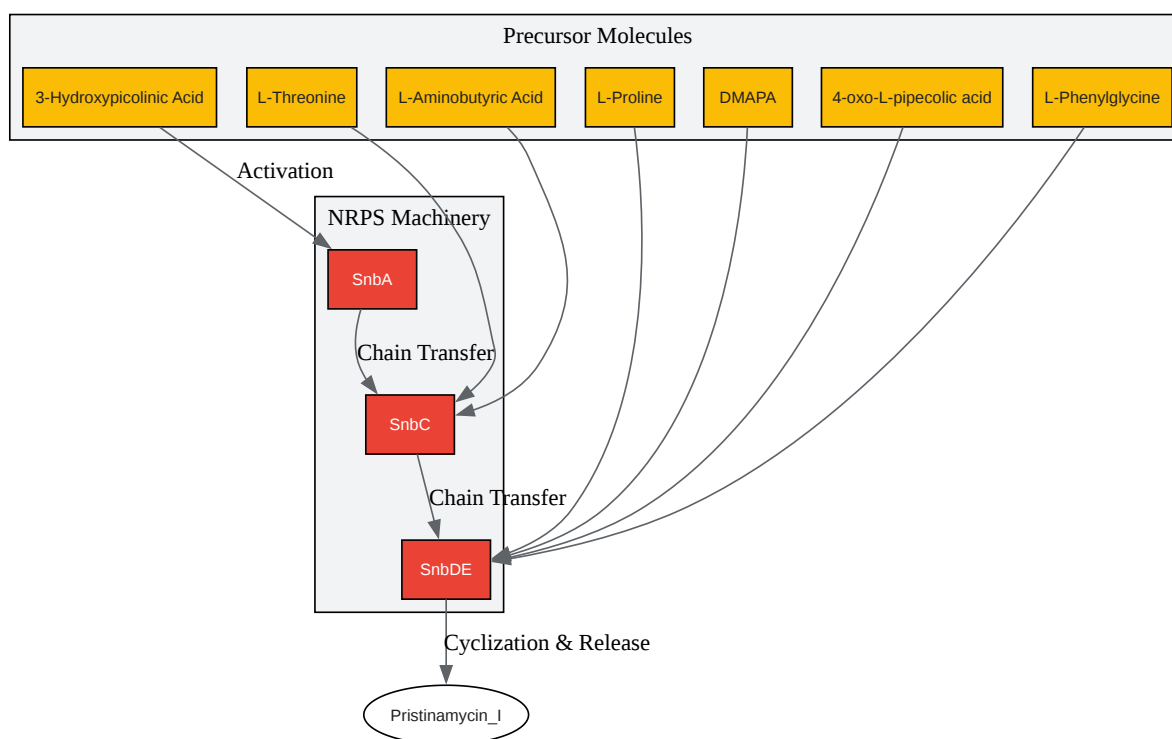 Precursor Molecules
3-Hydroxypicolinic Acid
L-Threonine
L-Aminobutyric Acid
L-Proline
DMAPA
4-oxo-L-pipecolic acid
L-Phenylglycine
Activation
NRPS Machinery
SnbA
Chain Transfer
SnbC
Chain Transfer
SnbDE
Cyclization & Release
Pristinamycin_I